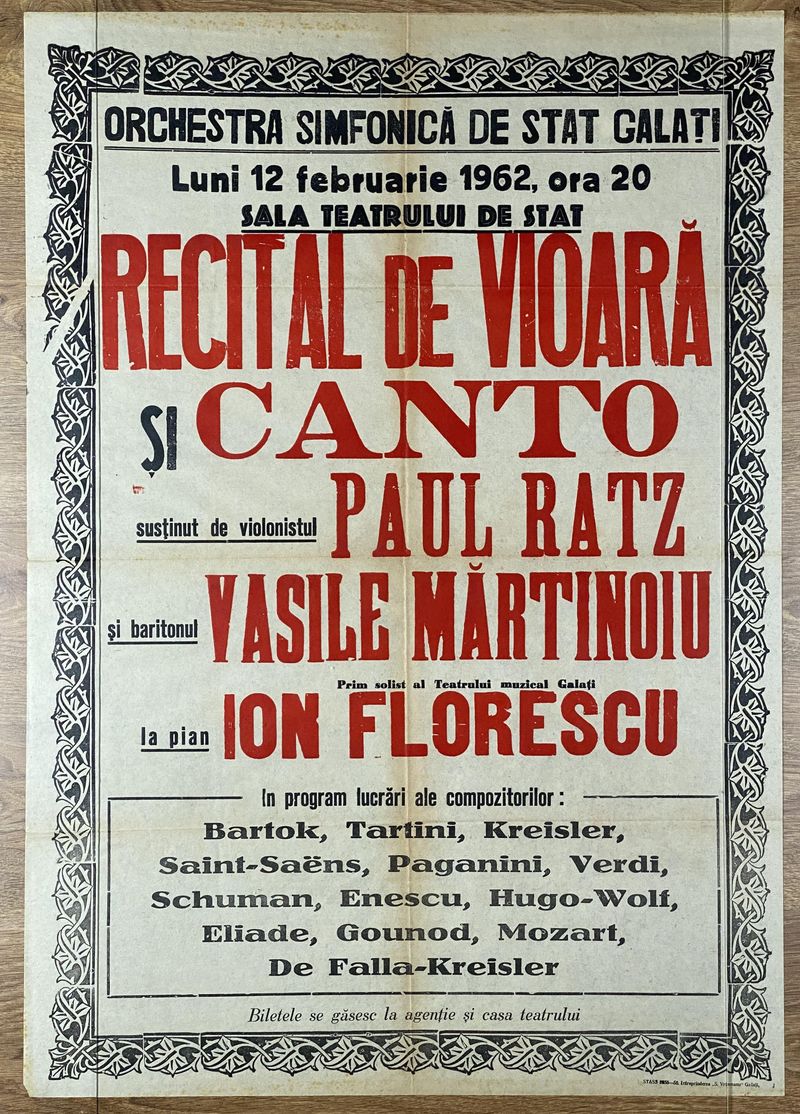 ORCHESTRA SIMFONICĂ DE STAT GALAȚI
Luni 12 februarie 1962, ora 20
SALA TEATRULUI DE STAT
RECITAL DE VIOARĂ
ȘI CANTO
susținut de violonistul PAUL RATZ
și baritonul VASILE MĂRTINOIU
Prim solist al Teatrului muzical Galați
la pian ION FLORESCU
In program lucrări ale compozitorilor :
Bartok, Tartini, Kreisler,
Saint-Saëns, Paganini, Verdi,
Schuman, Enescu, Hugo-Wolf,
Eliade, Gounod, Mozart,
De Falla-Kreisler
Biletele se găsesc la agenție și casa teatrului
Intreprinderea Galați,